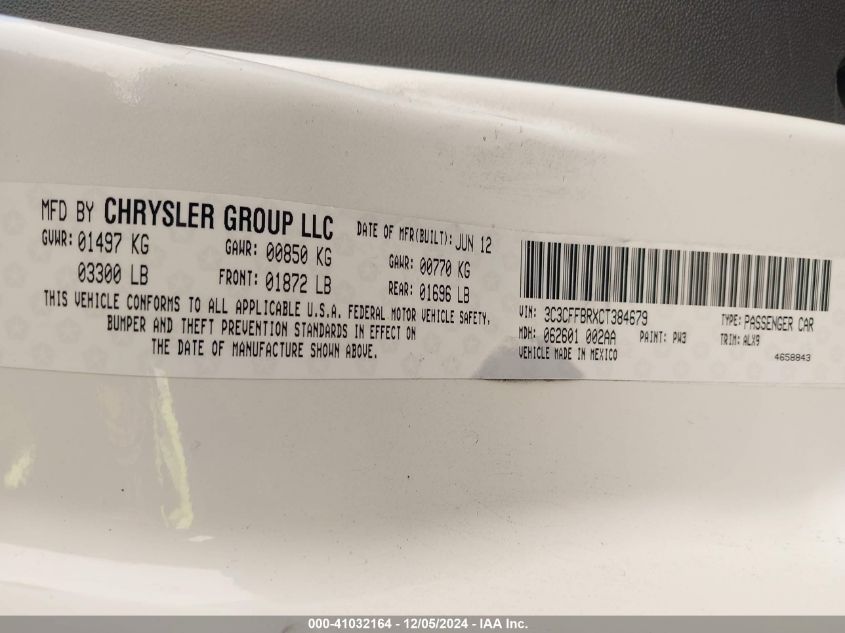 MFD BY CHRYSLER GROUP LLC
DATE OF MFR(BUILT): JUN 12
GVWR: 01497 KG
GAWR: 00850 KG
GAWR: 00770 KG
03300 LB
FRONT: 01872 LB
REAR: 01696 LB
THIS VEHICLE CONFORMS TO ALL APPLICABLE U.S.A. FEDERAL MOTOR VEHICLE SAFETY,
BUMPER AND THEFT PREVENTION STANDARDS IN EFFECT ON
THE DATE OF MANUFACTURE SHOWN ABOVE.
VIN: 3C3CFFBRXCT384679
TYPE: PASSENGER CAR
MDH: 062601 002AA
PAINT: PW3
TRIM: ALX9
VEHICLE MADE IN MEXICO
4658843
000-41032164 - 12/05/2024 - IAA Inc.